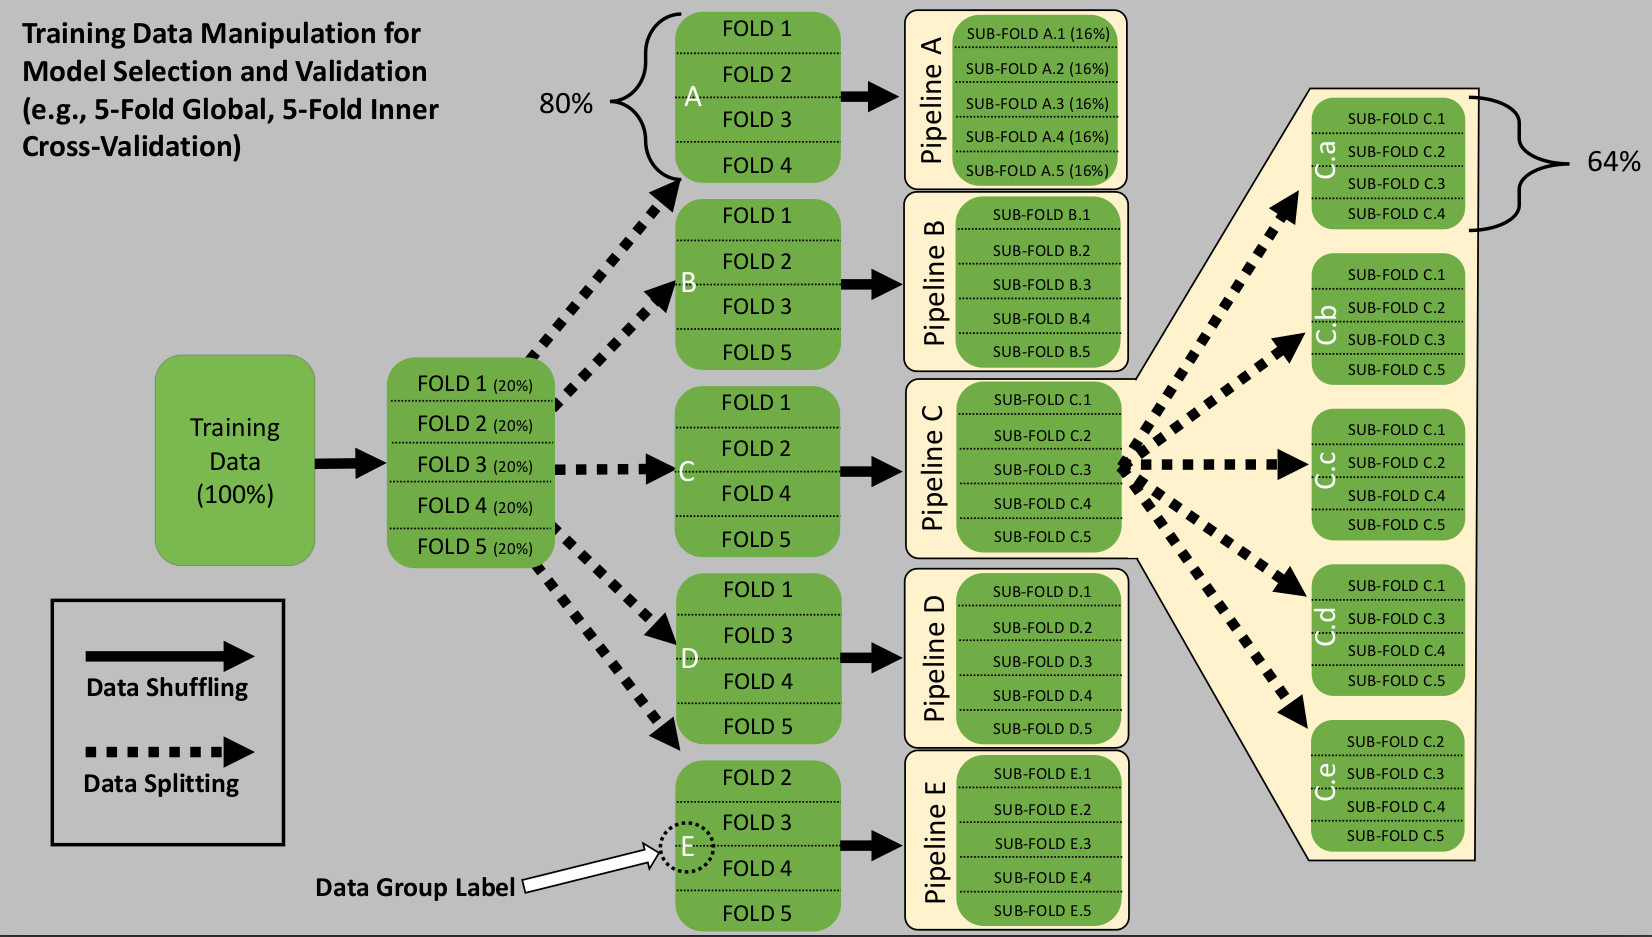 Training Data Manipulation for
Model Selection and Validation
(e.g., 5-Fold Global, 5-Fold Inner
Cross-Validation)
80%
Training
Data
(100%)
FOLD 1 (20%)
FOLD 2 (20%)
FOLD 3 (20%)
FOLD 4 (20%)
FOLD 5 (20%)
A
FOLD 1
FOLD 2
FOLD 3
FOLD 4
B
FOLD 1
FOLD 2
FOLD 3
FOLD 5
C
FOLD 1
FOLD 2
FOLD 4
FOLD 5
D
FOLD 1
FOLD 3
FOLD 4
FOLD 5
E
FOLD 2
FOLD 3
FOLD 4
FOLD 5
Pipeline A
SUB-FOLD A.1 (16%)
SUB-FOLD A.2 (16%)
SUB-FOLD A.3 (16%)
SUB-FOLD A.4 (16%)
SUB-FOLD A.5 (16%)
Pipeline B
SUB-FOLD B.1
SUB-FOLD B.2
SUB-FOLD B.3
SUB-FOLD B.4
SUB-FOLD B.5
Pipeline C
SUB-FOLD C.1
SUB-FOLD C.2
SUB-FOLD C.3
SUB-FOLD C.4
SUB-FOLD C.5
Pipeline D
SUB-FOLD D.1
SUB-FOLD D.2
SUB-FOLD D.3
SUB-FOLD D.4
SUB-FOLD D.5
Pipeline E
SUB-FOLD E.1
SUB-FOLD E.2
SUB-FOLD E.3
SUB-FOLD E.4
SUB-FOLD E.5
C.a
SUB-FOLD C.1
SUB-FOLD C.2
SUB-FOLD C.3
SUB-FOLD C.4
64%
C.b
SUB-FOLD C.1
SUB-FOLD C.2
SUB-FOLD C.3
SUB-FOLD C.5
C.c
SUB-FOLD C.1
SUB-FOLD C.2
SUB-FOLD C.4
SUB-FOLD C.5
C.d
SUB-FOLD C.1
SUB-FOLD C.3
SUB-FOLD C.4
SUB-FOLD C.5
C.e
SUB-FOLD C.2
SUB-FOLD C.3
SUB-FOLD C.4
SUB-FOLD C.5
Data Shuffling
Data Splitting
Data Group Label